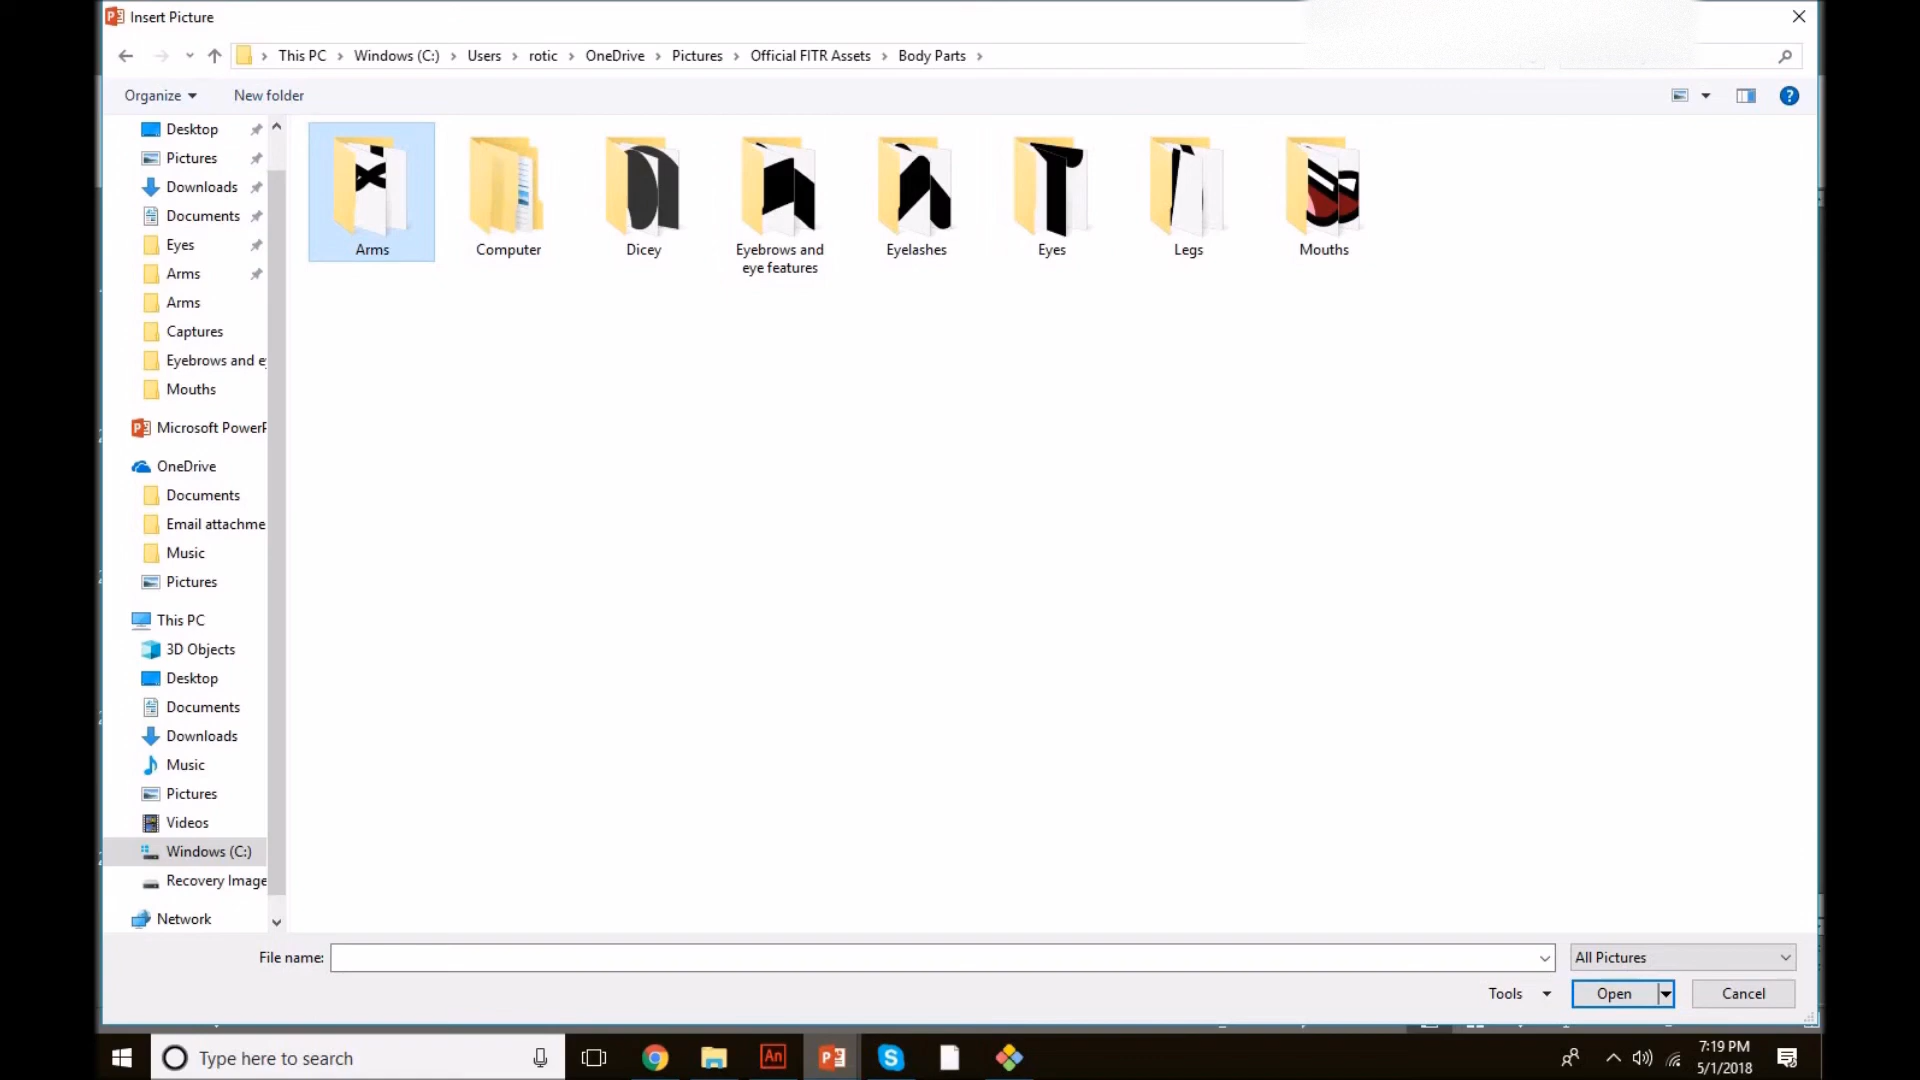 Insert Picture
This PC Windows (C:) Users rotic OneDrive Pictures Official FITR Assets Body Parts
Organize New folder
Desktop
Pictures
Downloads
Documents
Eyes
Arms
Arms
Captures
Eyebrows and ey
Mouths
Microsoft PowerP
OneDrive
Documents
Email attachme
Music
Pictures
This PC
3D Objects
Desktop
Documents
Downloads
Music
Pictures
Videos
Windows (C:)
Recovery Image
Network
Arms
Computer
Dicey
Eyebrows and
eye features
Eyelashes
Eyes
Legs
Mouths
File name:
All Pictures
Tools Open Cancel
Type here to search
An
7:19 PM
5/1/2018